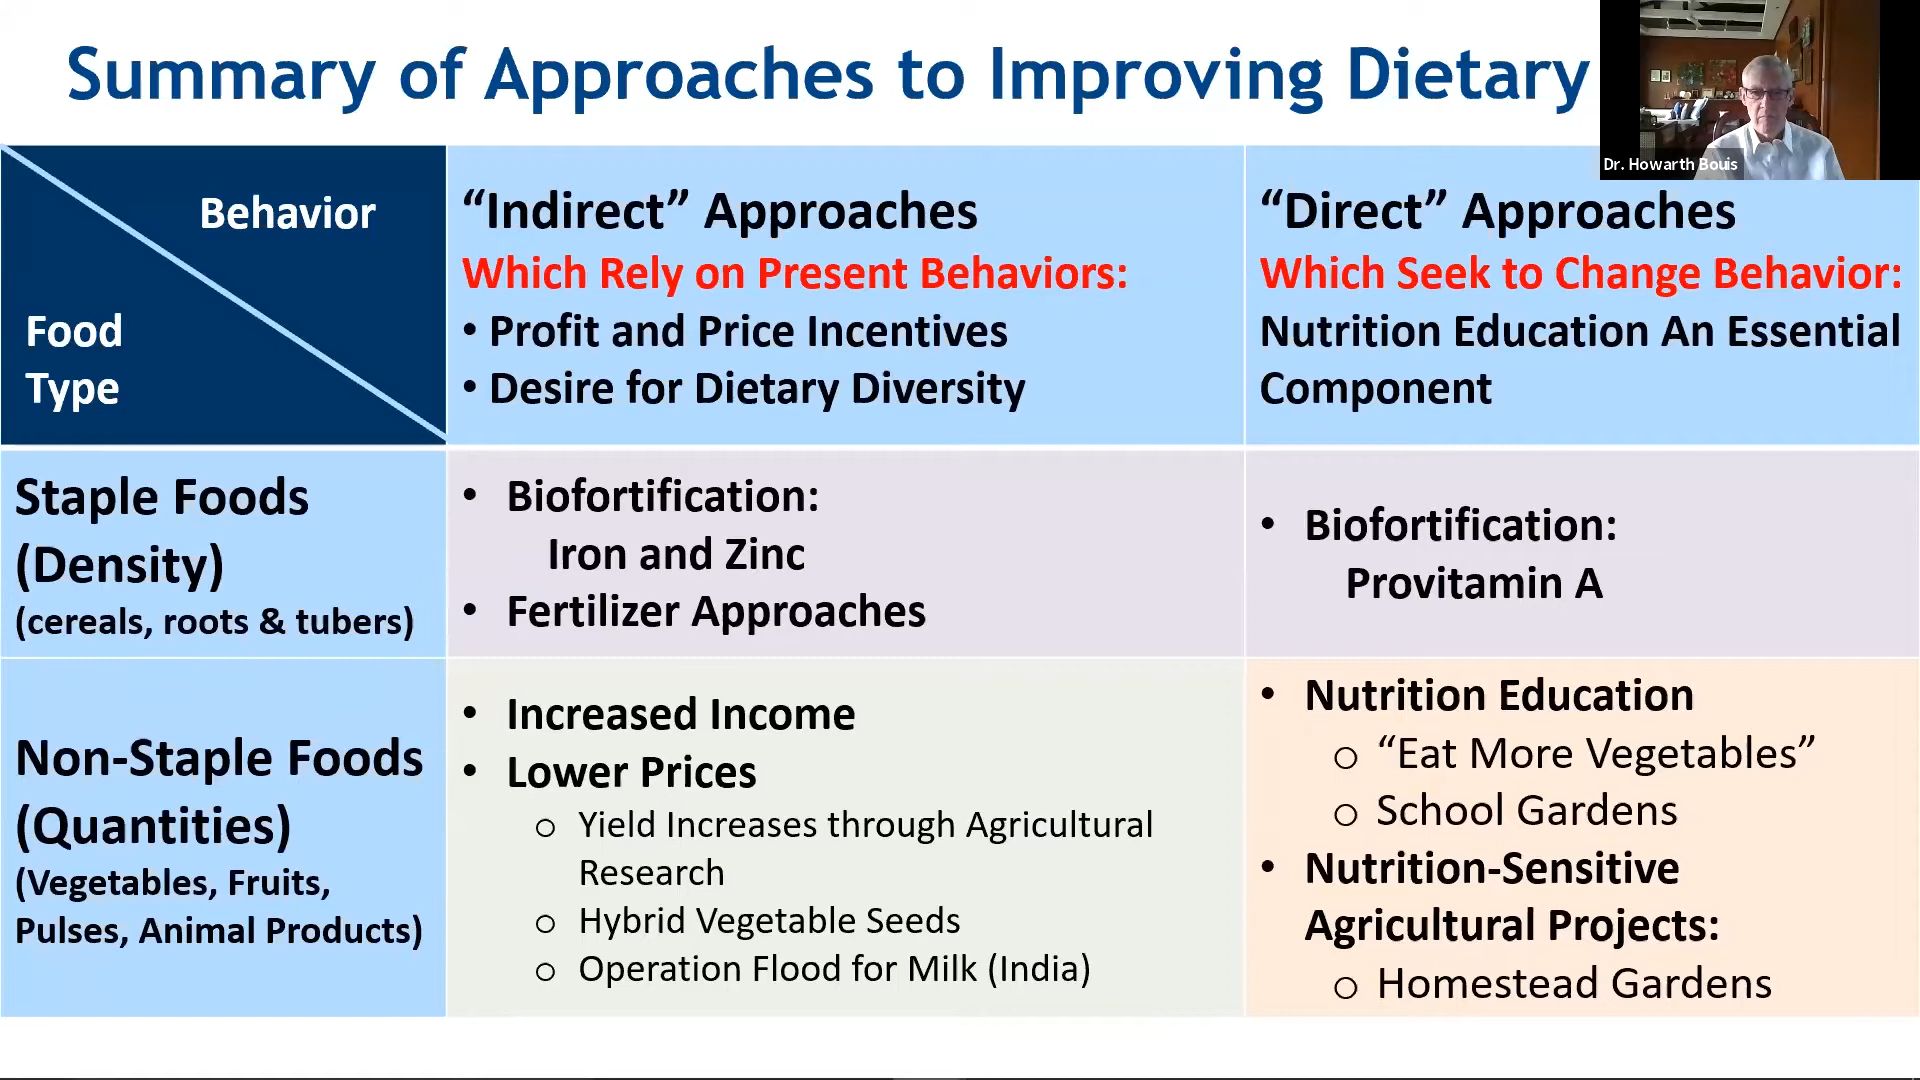 Summary of Approaches to Improving Dietary
Dr. Howarth Bouis
Behavior
Food
Type
“Indirect” Approaches
Which Rely on Present Behaviors:
• Profit and Price Incentives
• Desire for Dietary Diversity
“Direct” Approaches
Which Seek to Change Behavior:
Nutrition Education An Essential
Component
Staple Foods
(Density)
(cereals, roots & tubers)
• Biofortification:
Iron and Zinc
• Fertilizer Approaches
• Biofortification:
Provitamin A
Non-Staple Foods
(Quantities)
(Vegetables, Fruits,
Pulses, Animal Products)
• Increased Income
• Lower Prices
o Yield Increases through Agricultural
Research
o Hybrid Vegetable Seeds
o Operation Flood for Milk (India)
• Nutrition Education
o “Eat More Vegetables”
o School Gardens
• Nutrition-Sensitive
Agricultural Projects:
o Homestead Gardens